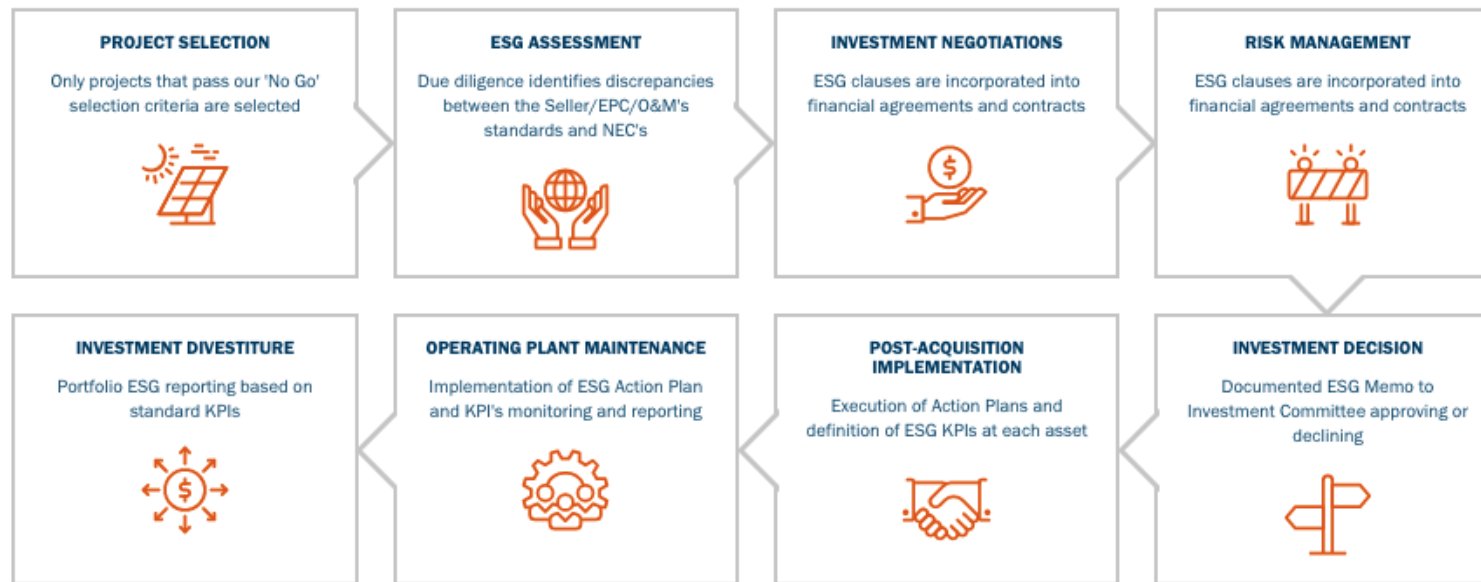 PROJECT SELECTION
Only projects that pass our 'No Go'
selection criteria are selected
ESG ASSESSMENT
Due diligence identifies discrepancies
between the Seller/EPC/O&M's
standards and NEC's
INVESTMENT NEGOTIATIONS
ESG clauses are incorporated into
financial agreements and contracts
$
RISK MANAGEMENT
ESG clauses are incorporated into
financial agreements and contracts
INVESTMENT DECISION
Documented ESG Memo to
Investment Committee approving or
declining
POST-ACQUISITION
IMPLEMENTATION
Execution of Action Plans and
definition of ESG KPIs at each asset
OPERATING PLANT MAINTENANCE
Implementation of ESG Action Plan
and KPI's monitoring and reporting
INVESTMENT DIVESTITURE
Portfolio ESG reporting based on
standard KPIs
$